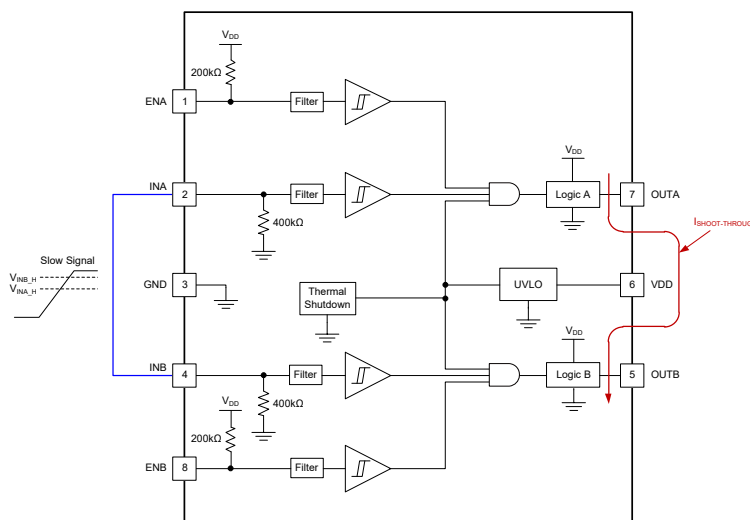 VDD
200kΩ
ENA
1
Filter
VDD
INA
2
Filter
Logic A
7
OUTA
400kΩ
ISHOOT-THROUG
Slow Signal
VINB_H
VINA_H
GND
3
Thermal
Shutdown
UVLO
6
VDD
VDD
INB
4
Filter
Logic B
5
OUTB
400kΩ
VDD
200kΩ
ENB
8
Filter